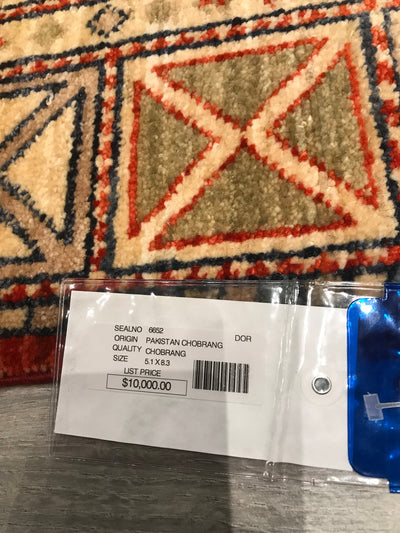 SEALNO 6652
ORIGIN PAKISTAN CHOBRANG DOR
QUALITY CHOBRANG
SIZE 5.1 X 8.3
LIST PRICE
$10,000.00